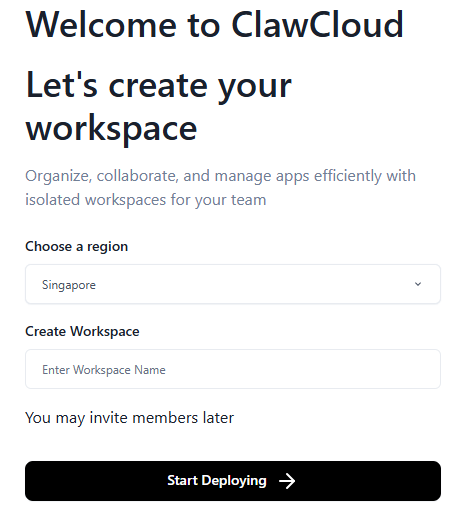 Welcome to ClawCloud
Let's create your
workspace
Organize, collaborate, and manage apps efficiently with
isolated workspaces for your team
Choose a region
Singapore
Create Workspace
Enter Workspace Name
You may invite members later
Start Deploying